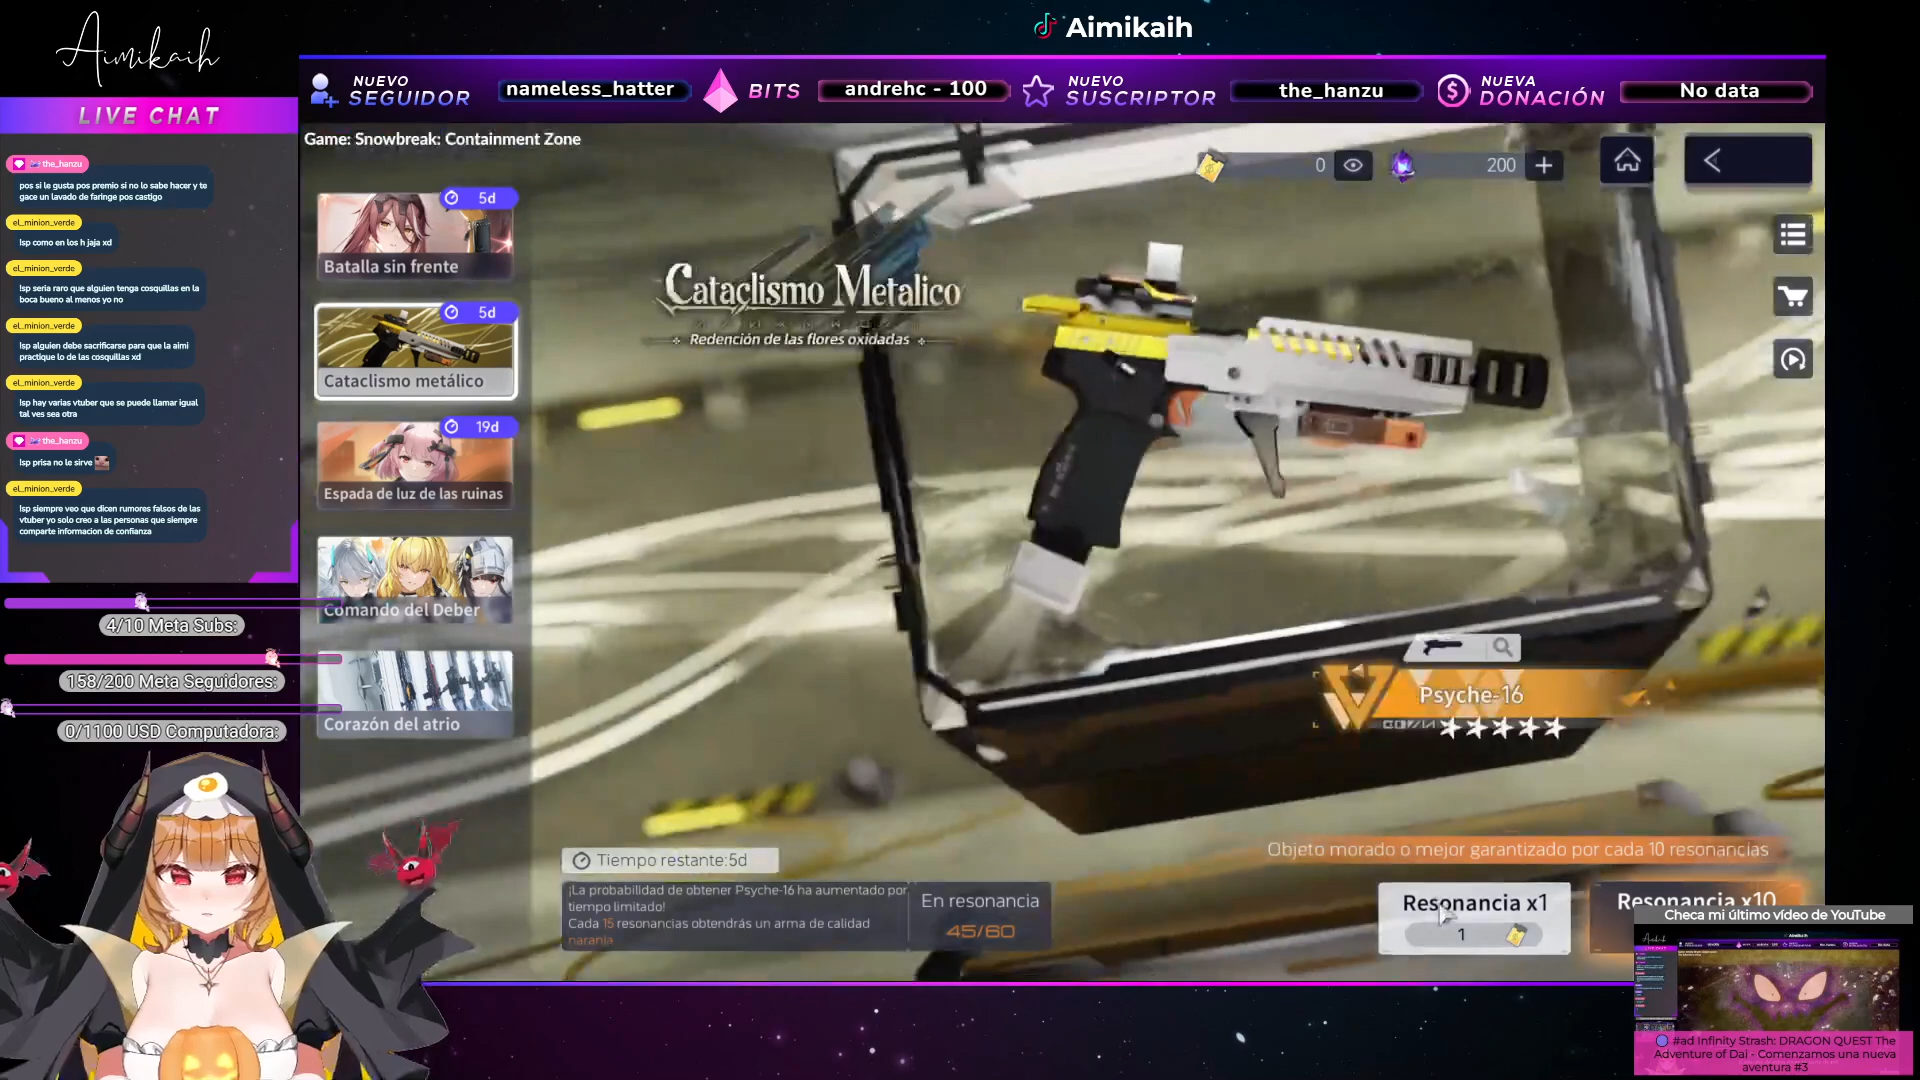 Aimikaih
Aimikaih
NUEVO
SEGUIDOR
nameless_hatter
BITS
andrehc - 100
NUEVO
SUSCRIPTOR
the_hanzu
NUEVA
DONACIÓN
No data
LIVE CHAT
the_hanzu
pos si le gusta pos premio si no lo sabe hacer y te
gace un lavado de faringe pos castigo
el_minion_verde
!sp como en los h jaja xd
el_minion_verde
!sp seria raro que alguien tenga cosquillas en la
boca bueno al menos yo no
el_minion_verde
!sp alguien debe sacrificarse para que la aimi
practique lo de las cosquillas xd
el_minion_verde
!sp hay varias vtuber que se puede llamar igual
tal ves sea otra
the_hanzu
!sp prisa no le sirve
el_minion_verde
!sp siempre veo que dicen rumores falsos de las
vtuber yo solo creo a las personas que siempre
comparte informacion de confianza
4/10 Meta Subs:
158/200 Meta Seguidores:
0/1100 USD Computadora:
Game: Snowbreak: Containment Zone
0
200
5d
Batalla sin frente
5d
Cataclismo metálico
19d
Espada de luz de las ruinas
Comando del Deber
Corazón del atrio
Cataclismo Metalico
Redención de las flores oxidadas
Psyche-16
Tiempo restante:5d
¡La probabilidad de obtener Psyche-16 ha aumentado por
tiempo limitado!
Cada 15 resonancias obtendrás un arma de calidad
naranja
En resonancia
45/60
Objeto morado o mejor garantizado por cada 10 resonancias
Resonancia x1
1
Resonancia x10
Checa mi último vídeo de YouTube
#ad Infinity Strash: DRAGON QUEST The
Adventure of Dai - Comenzamos una nueva
aventura #3